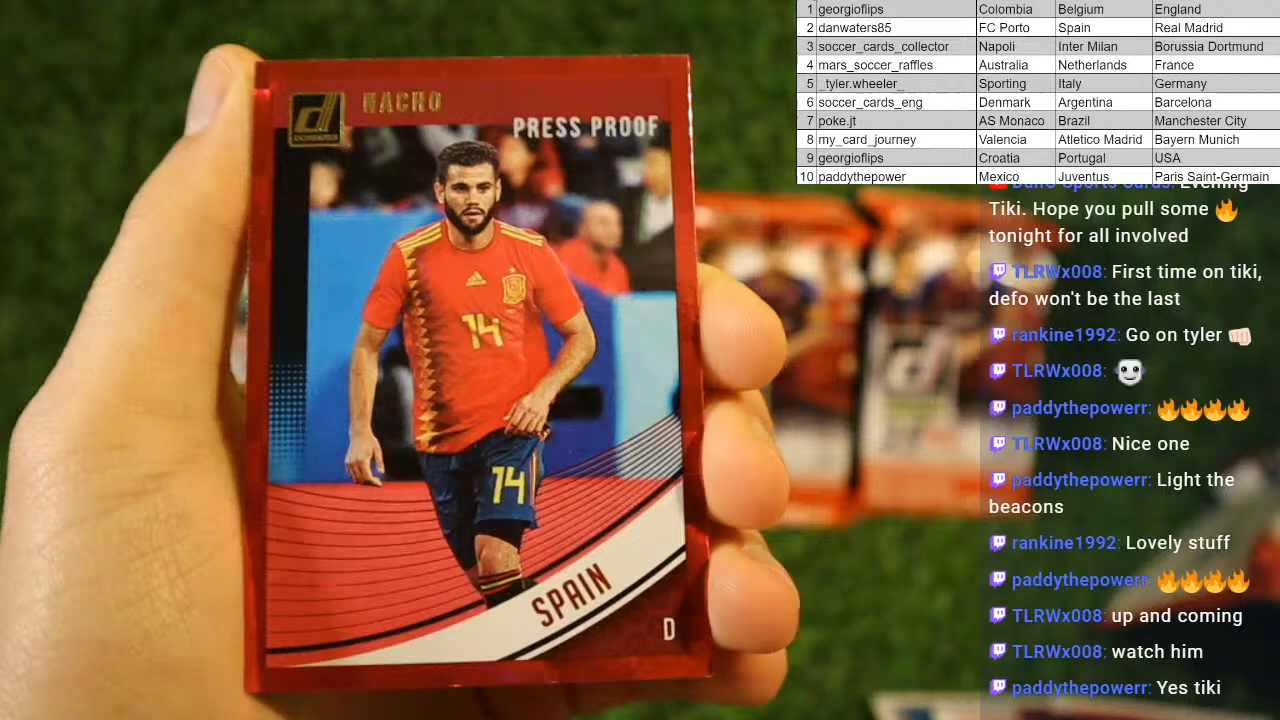 NACHO
DONRUSS
PRESS PROOF
14
14
SPAIN
D
1 georgioflips Colombia Belgium England
2 danwaters85 FC Porto Spain Real Madrid
3 soccer_cards_collector Napoli Inter Milan Borussia Dortmund
4 mars_soccer_raffles Australia Netherlands France
5 _tyler.wheeler_ Sporting Italy Germany
6 soccer_cards_eng Denmark Argentina Barcelona
7 poke.jt AS Monaco Brazil Manchester City
8 my_card_journey Valencia Atletico Madrid Bayern Munich
9 georgioflips Croatia Portugal USA
10 paddythepower Mexico Juventus Paris Saint-Germain
Sports Cards: Evening
Tiki. Hope you pull some 🔥
tonight for all involved
TLRWx008: First time on tiki,
defo won't be the last
rankine1992: Go on tyler 👊🏻
TLRWx008:
paddythepowerr: 🔥🔥🔥🔥
TLRWx008: Nice one
paddythepowerr: Light the
beacons
rankine1992: Lovely stuff
paddythepowerr: 🔥🔥🔥🔥
TLRWx008: up and coming
TLRWx008: watch him
paddythepowerr: Yes tiki